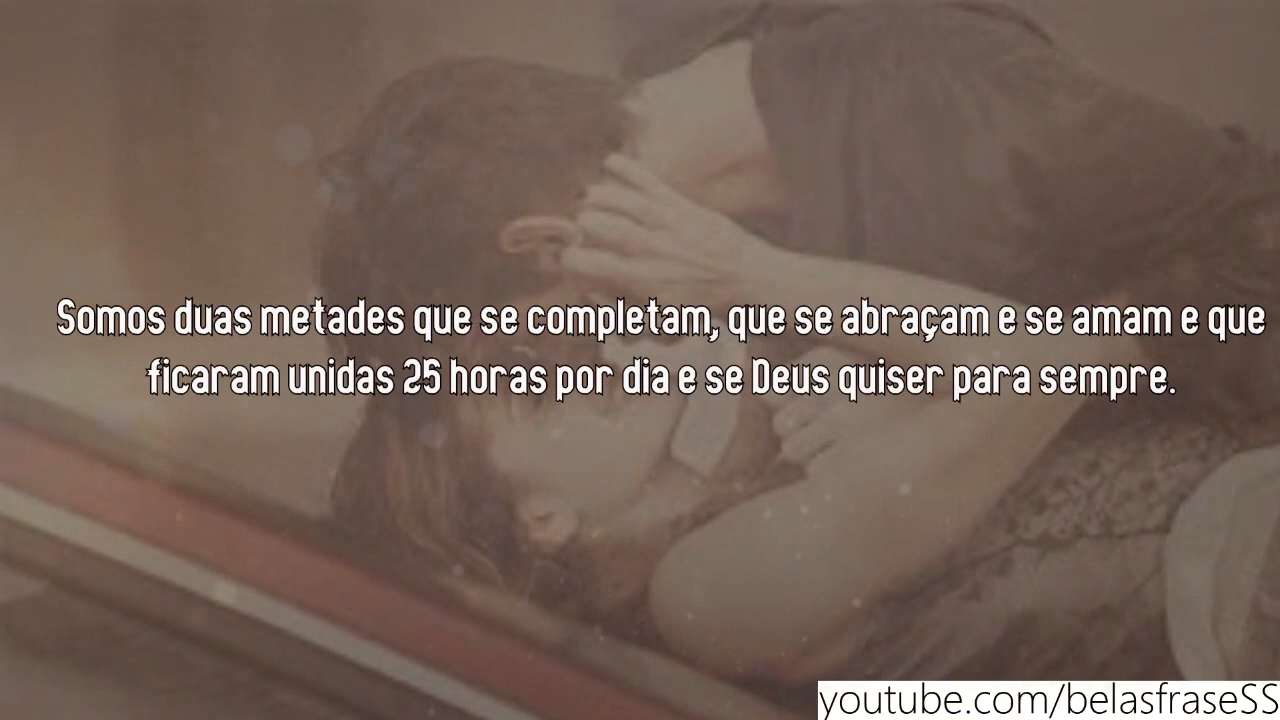 Somos duas metades que se completam, que se abraçam e se amam e que
ficaram unidas 25 horas por dia e se Deus quiser para sempre.
youtube.com/belasfraseSS